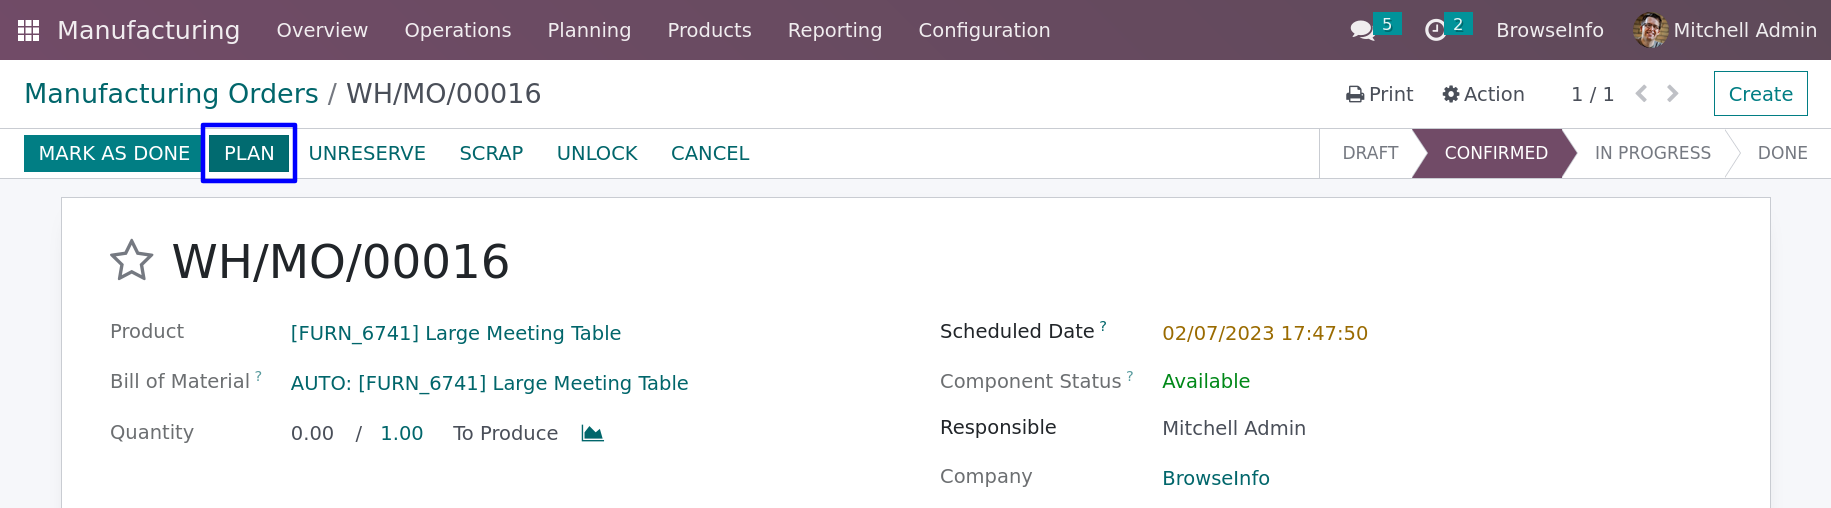 Manufacturing Overview Operations Planning Products Reporting Configuration 5 2 BrowseInfo Mitchell Admin
Manufacturing Orders / WH/MO/00016 Print Action 1 / 1 Create
MARK AS DONE PLAN UNRESERVE SCRAP UNLOCK CANCEL DRAFT CONFIRMED IN PROGRESS DONE
WH/MO/00016
Product [FURN_6741] Large Meeting Table Scheduled Date ? 02/07/2023 17:47:50
Bill of Material ? AUTO: [FURN_6741] Large Meeting Table Component Status ? Available
Quantity 0.00 / 1.00 To Produce Responsible Mitchell Admin
Company BrowseInfo